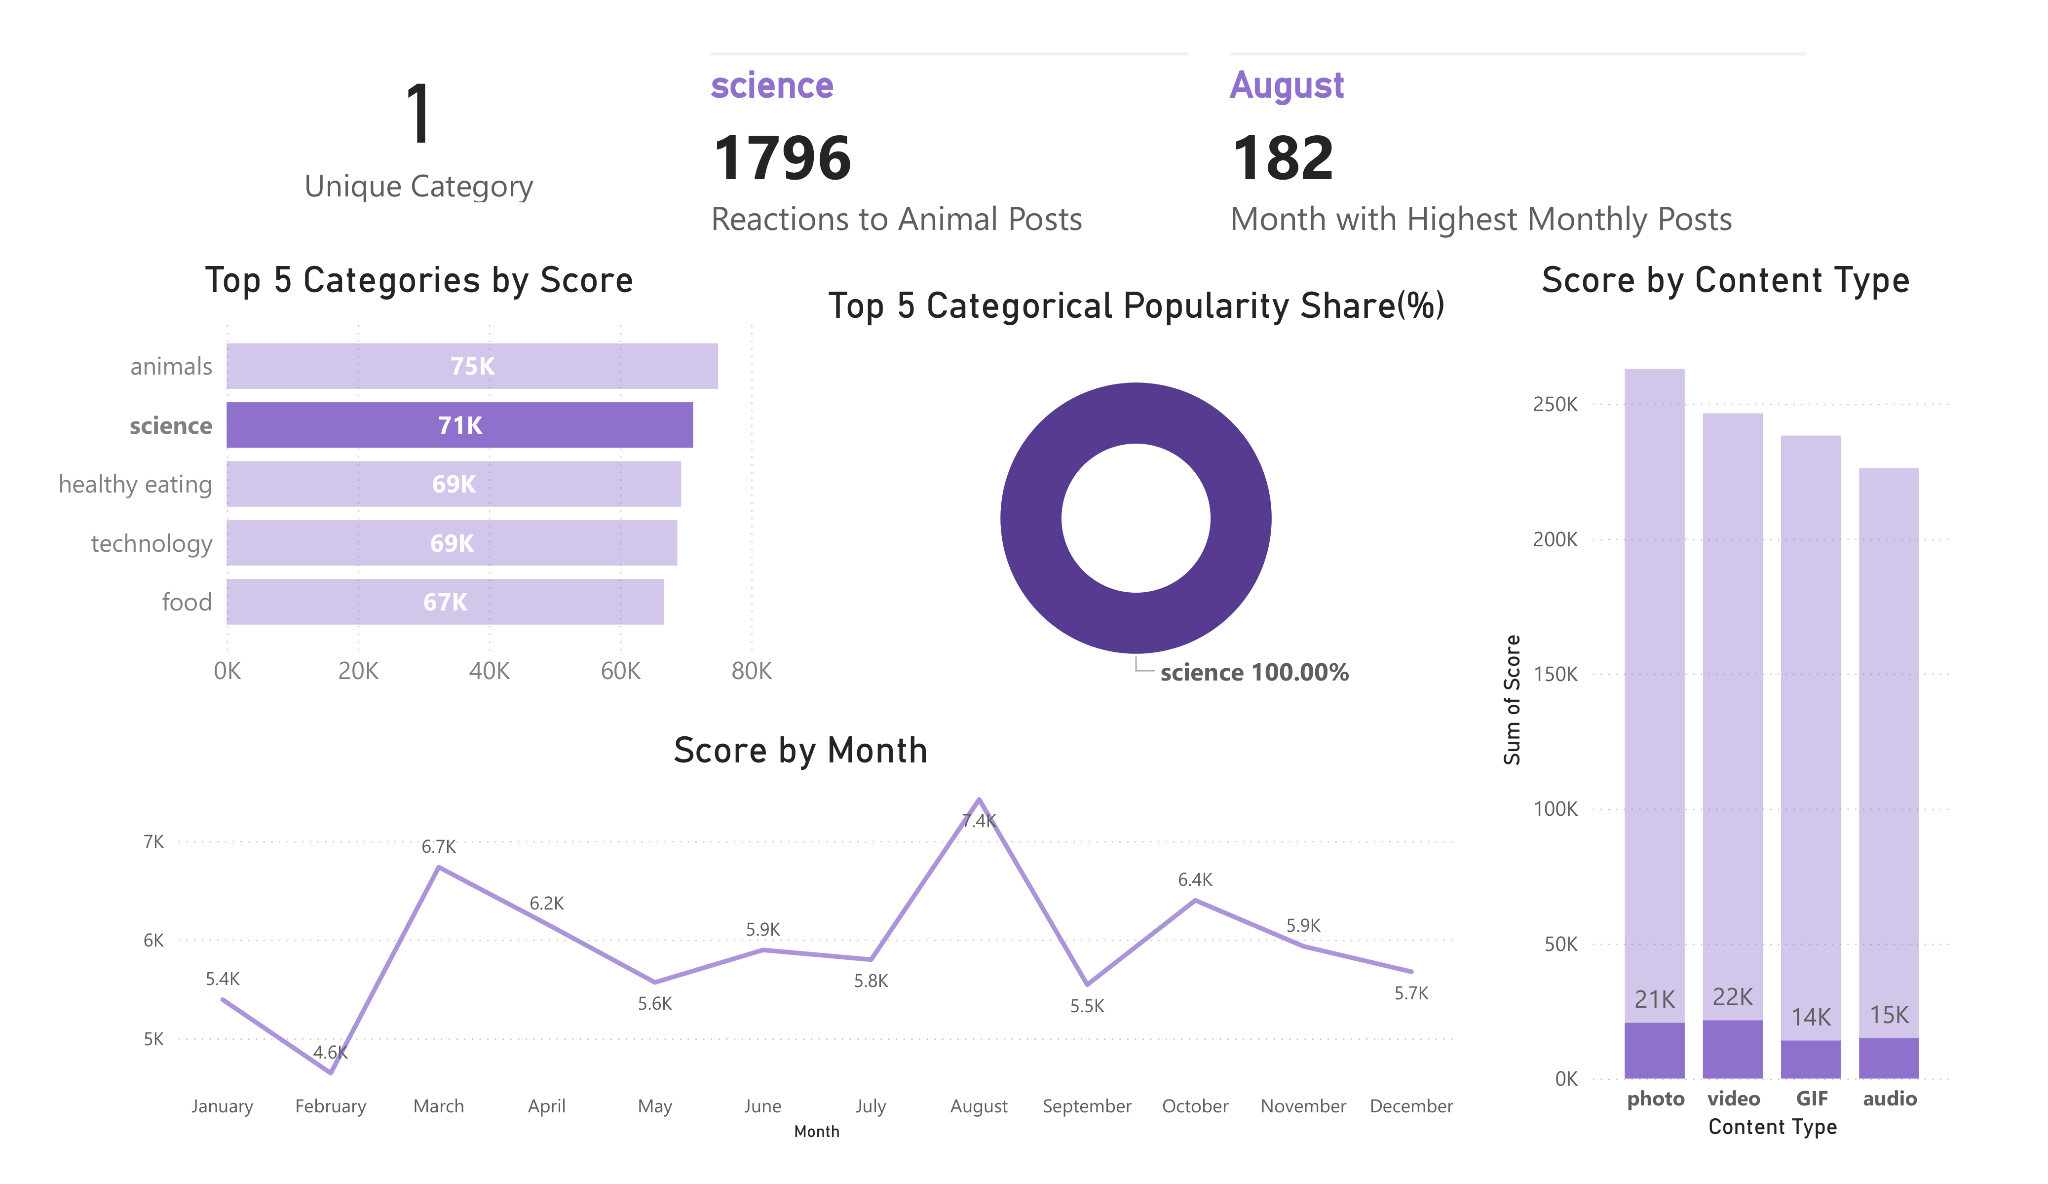 1
Unique Category
science
1796
Reactions to Animal Posts
August
182
Month with Highest Monthly Posts
Top 5 Categories by Score
animals 75K
science 71K
healthy eating 69K
technology 69K
food 67K
0K 20K 40K 60K 80K
Top 5 Categorical Popularity Share(%)
science 100.00%
Score by Content Type
Sum of Score
250K
200K
150K
100K
50K
0K
21K 22K 14K 15K
photo video GIF audio
Content Type
Score by Month
7K
6K
5K
5.4K 4.6K 6.7K 6.2K 5.6K 5.9K 5.8K 7.4K 5.5K 6.4K 5.9K 5.7K
January February March April May June July August September October November December
Month